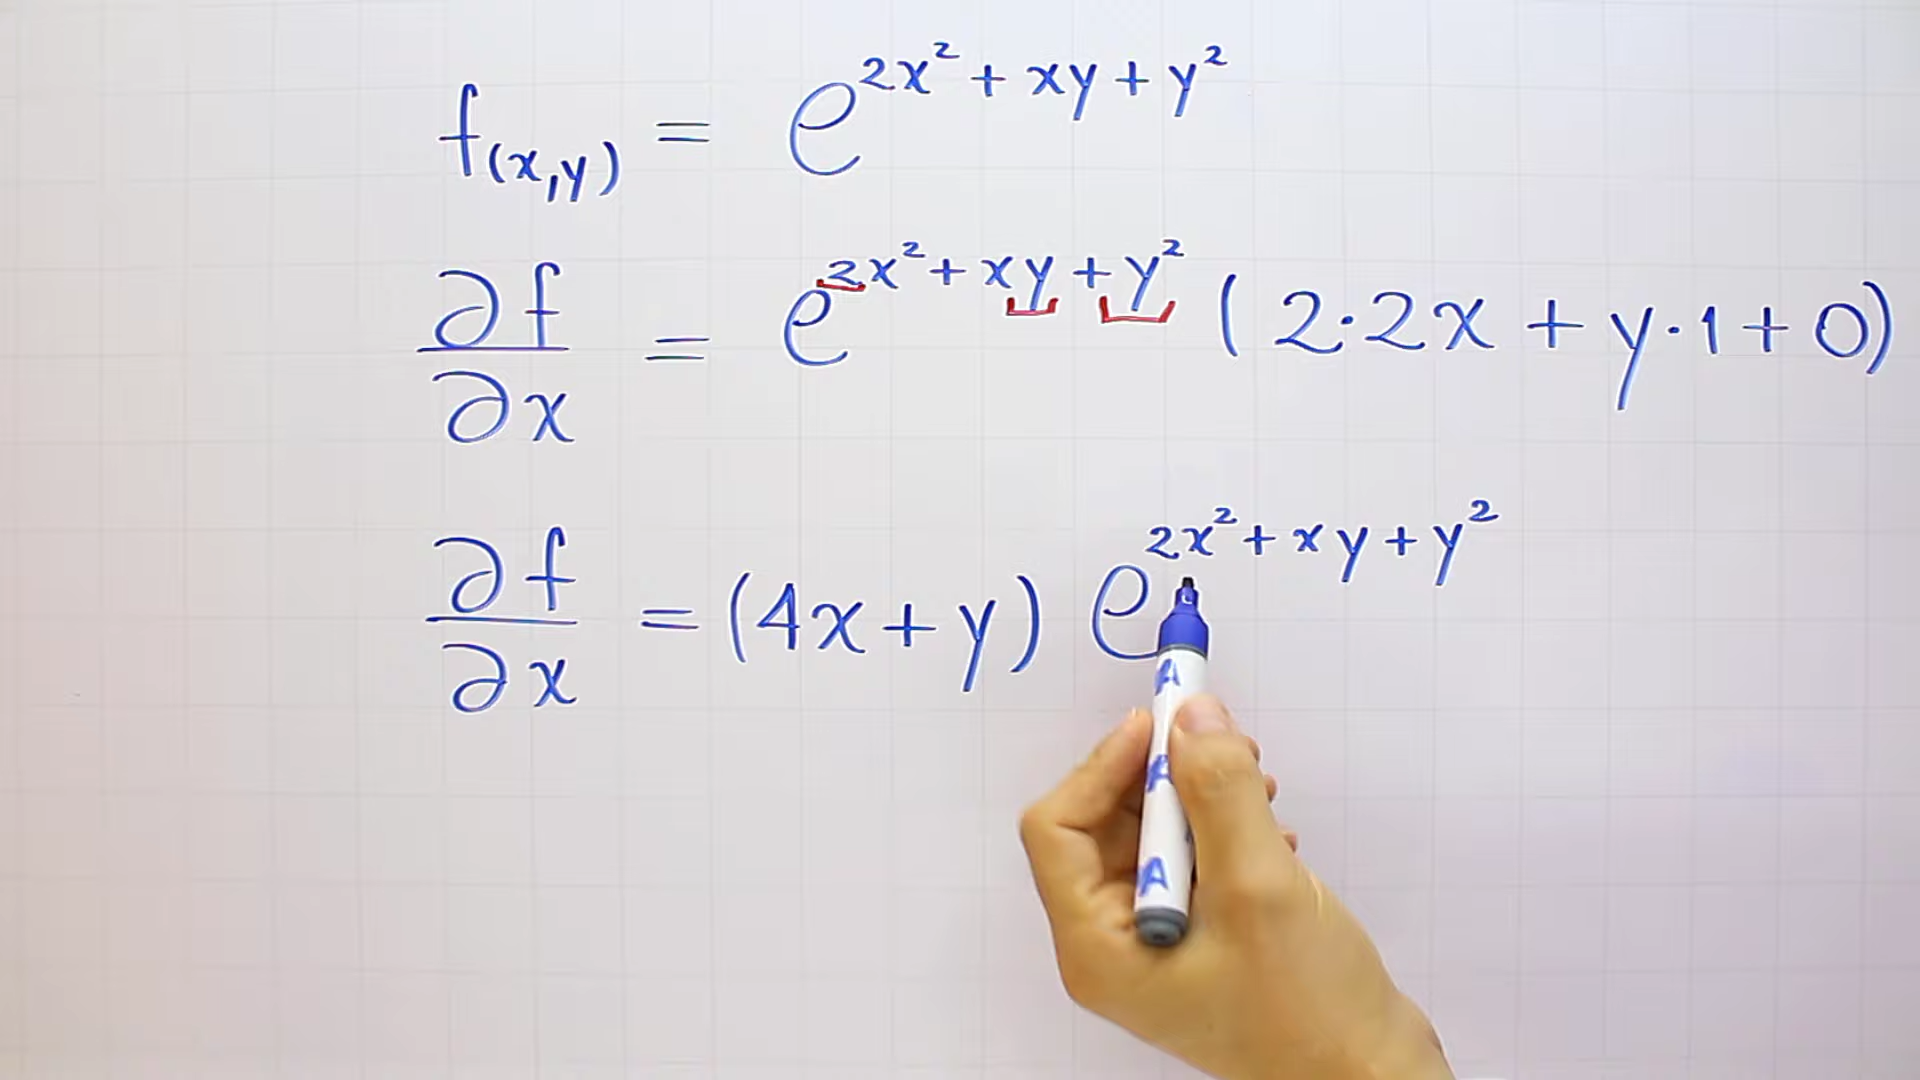 f(x,y) = e^{2x² + xy + y²}
∂f/∂x = e^{2x² + xy + y²} (2·2x + y·1 + 0)
∂f/∂x = (4x + y) e^{2x² + xy + y²}
A
A
A